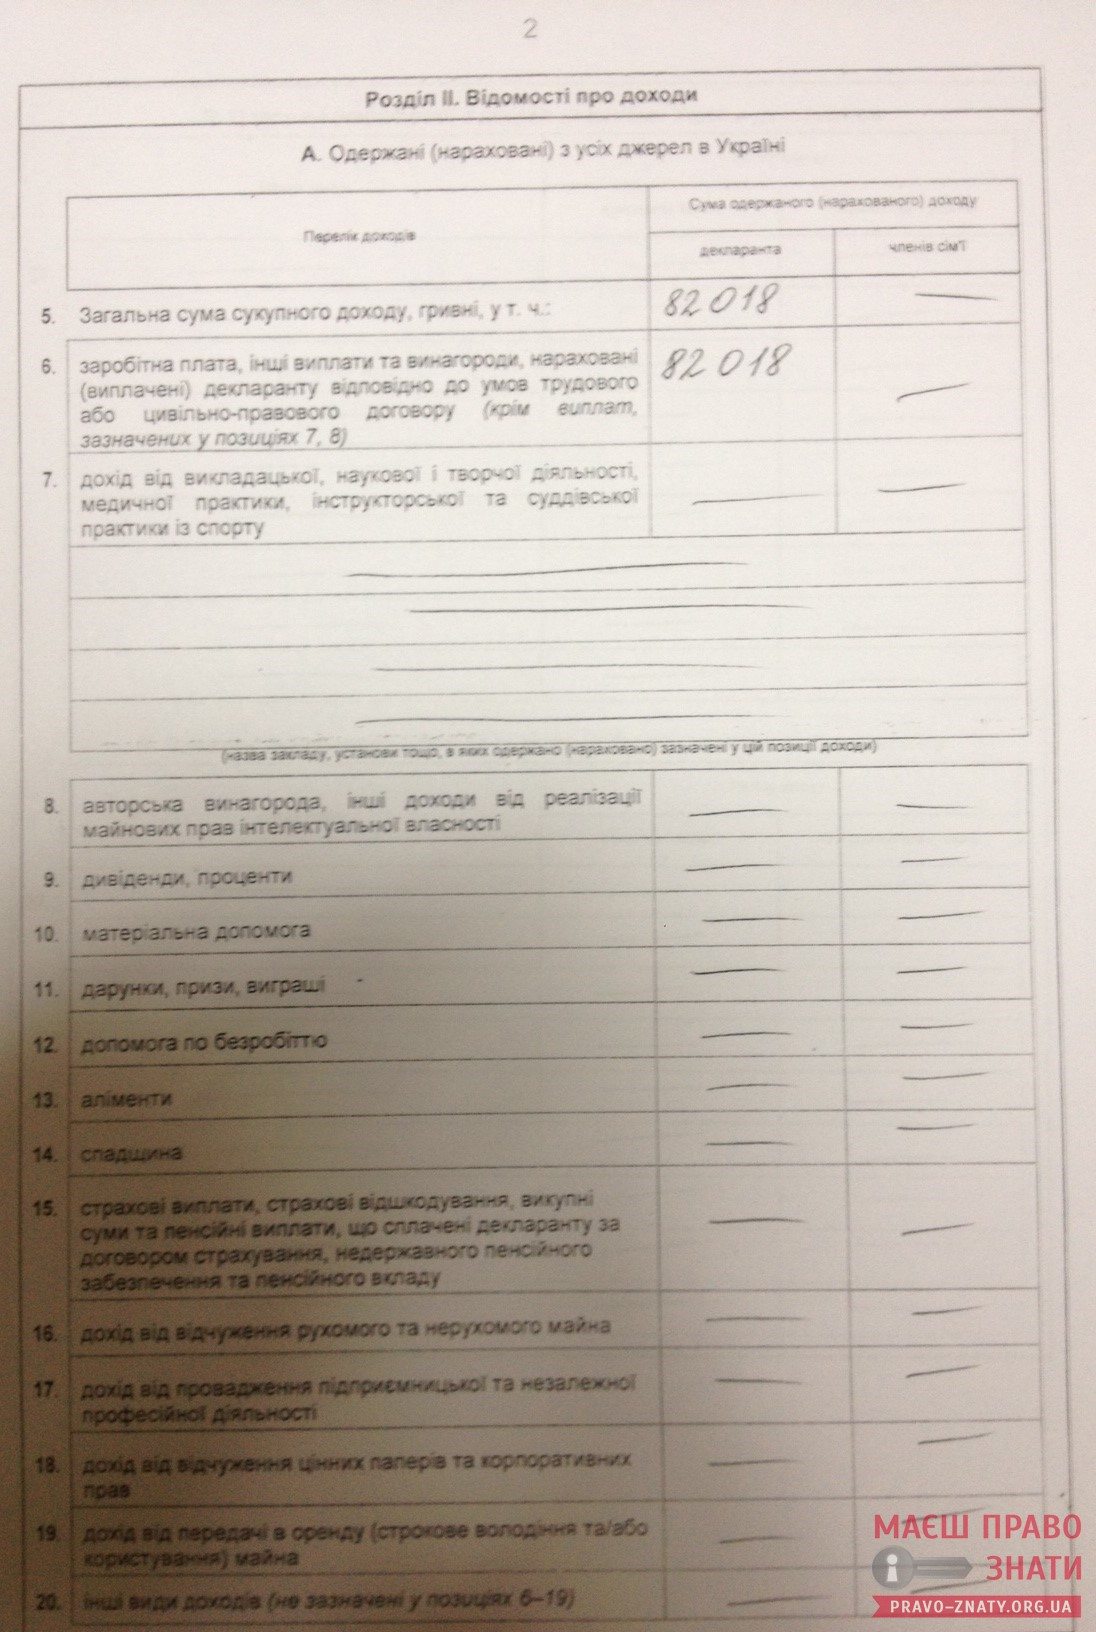 2
Розділ ІІ. Відомості про доходи
А. Одержані (нараховані) з усіх джерел в Україні
Перелік доходів
Сума одержаного (нарахованого) доходу
декларанта
членів сім'ї
5. Загальна сума сукупного доходу, гривні, у т. ч.: 82 018 —
6. заробітна плата, інші виплати та винагороди, нараховані 82 018 —
(виплачені) декларанту відповідно до умов трудового
або цивільно-правового договору (крім виплат,
зазначених у позиціях 7, 8)
7. дохід від викладацької, наукової і творчої діяльності, — —
медичної практики, інструкторської та суддівської
практики із спорту
—
—
—
—
(назва закладу, установи тощо, в яких одержано (нараховано) зазначені у цій позиції доходи)
8. авторська винагорода, інші доходи від реалізації — —
майнових прав інтелектуальної власності
9. дивіденди, проценти — —
10. матеріальна допомога — —
11. дарунки, призи, виграші — —
12. допомога по безробіттю — —
13. аліменти — —
14. спадщина — —
15. страхові виплати, страхові відшкодування, викупні — —
суми та пенсійні виплати, що сплачені декларанту за
договором страхування, недержавного пенсійного
забезпечення та пенсійного вкладу
16. дохід від відчуження рухомого та нерухомого майна — —
17. дохід від провадження підприємницької та незалежної — —
професійної діяльності
18. дохід від відчуження цінних паперів та корпоративних — —
прав
19. дохід від передачі в оренду (строкове володіння та/або — —
користування) майна
20. інші види доходів (не зазначені у позиціях 6–19) — —
МАЄШ ПРАВО
ЗНАТИ
PRAVO-ZNATY.ORG.UA